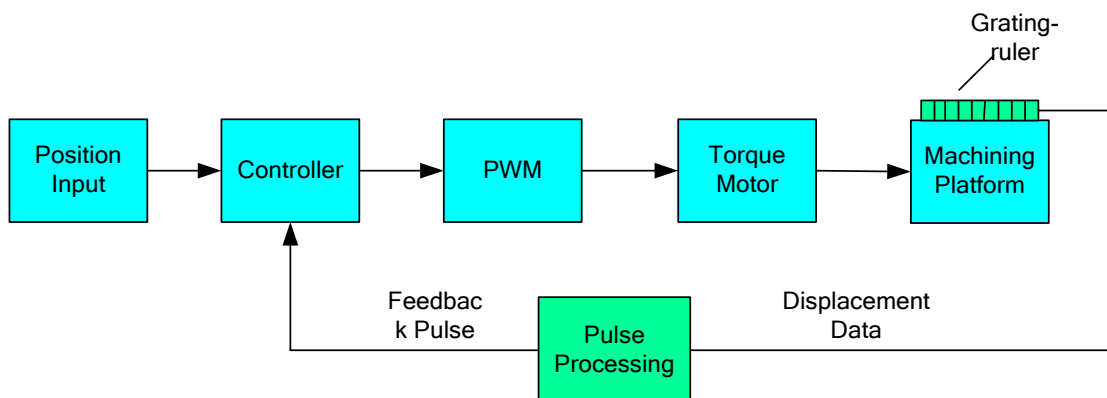 Grating-
ruler
Position
Input
Controller
PWM
Torque
Motor
Machining
Platform
Feedbac
k Pulse
Pulse
Processing
Displacement
Data